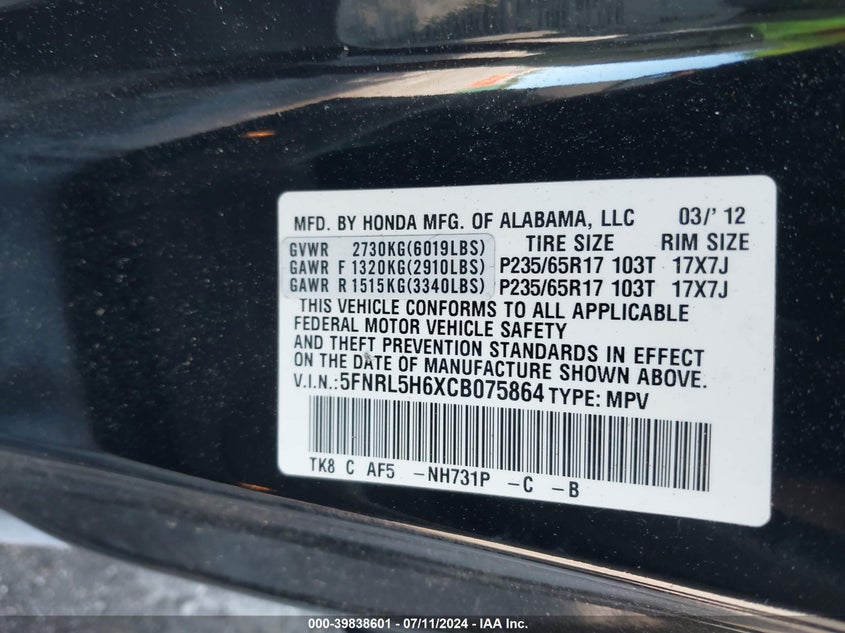 MFD. BY HONDA MFG. OF ALABAMA, LLC 03/' 12
GVWR 2730KG(6019LBS) TIRE SIZE RIM SIZE
GAWR F 1320KG(2910LBS) P235/65R17 103T 17X7J
GAWR R 1515KG(3340LBS) P235/65R17 103T 17X7J
THIS VEHICLE CONFORMS TO ALL APPLICABLE
FEDERAL MOTOR VEHICLE SAFETY
AND THEFT PREVENTION STANDARDS IN EFFECT
ON THE DATE OF MANUFACTURE SHOWN ABOVE.
V.I.N.:5FNRL5H6XCB075864 TYPE: MPV
TK8 C AF5 -NH731P -C -B
000-39838601 / 07/11/2024 - IAA Inc.